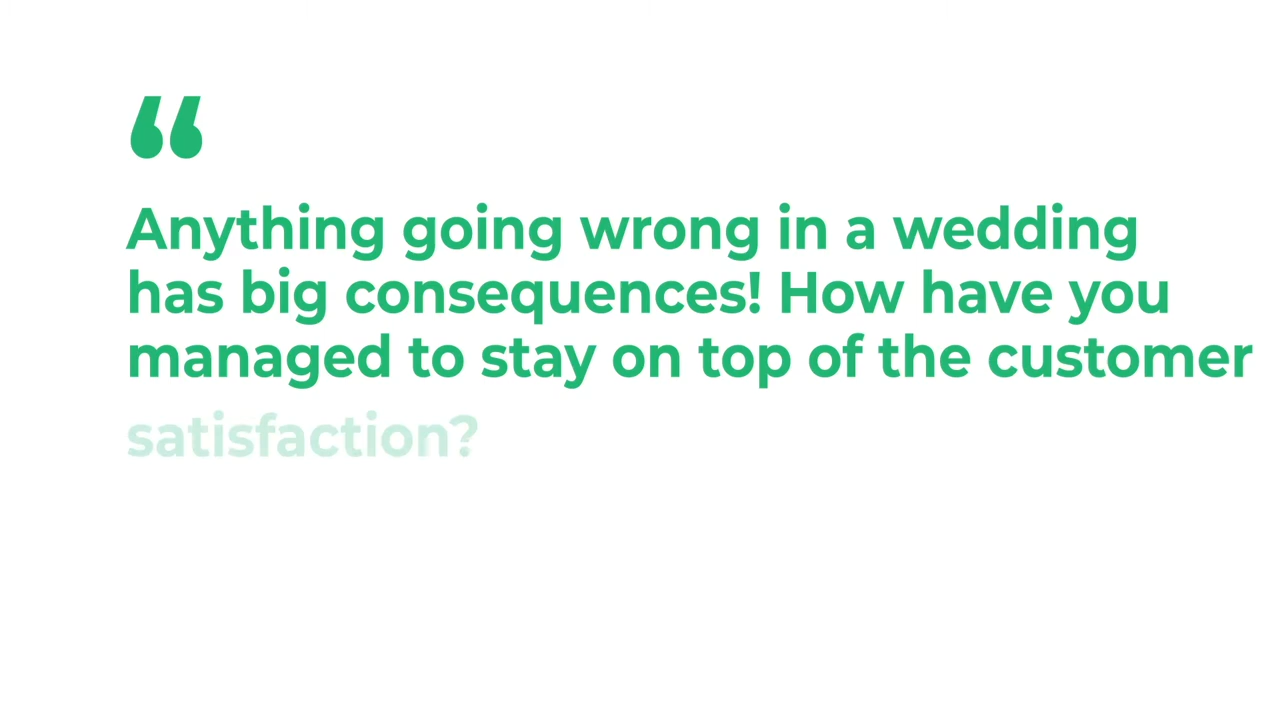 “
Anything going wrong in a wedding
has big consequences! How have you
managed to stay on top of the customer
satisfaction?